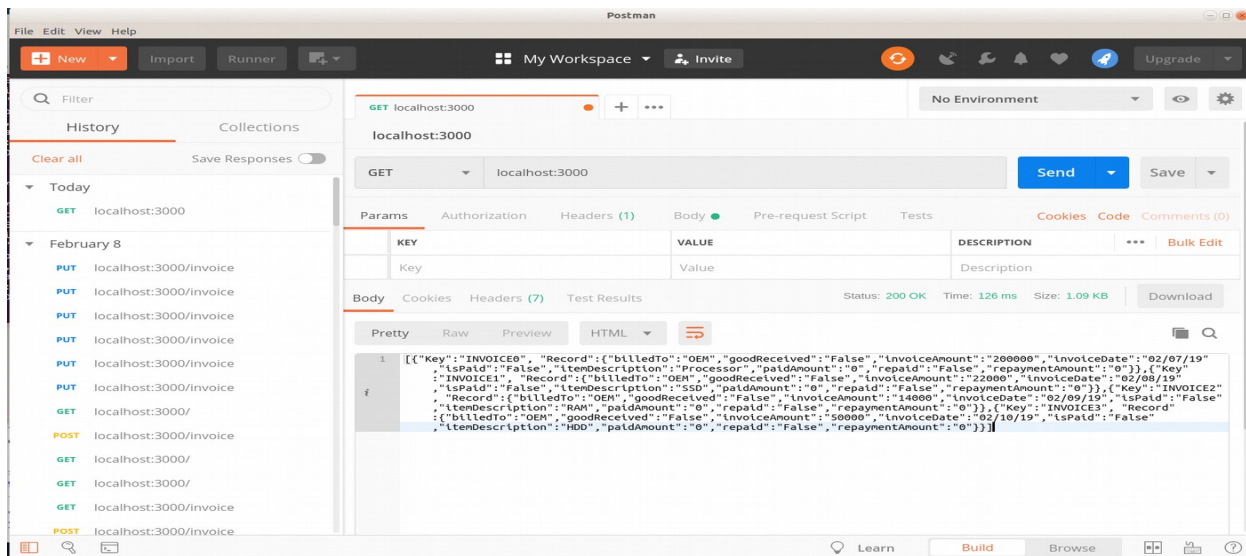 Postman
File Edit View Help
New Import Runner My Workspace Invite Upgrade
Filter
History Collections
Clear all Save Responses
Today
GET localhost:3000
February 8
PUT localhost:3000/invoice
PUT localhost:3000/invoice
PUT localhost:3000/invoice
PUT localhost:3000/invoice
PUT localhost:3000/invoice
PUT localhost:3000/invoice
GET localhost:3000/
POST localhost:3000/invoice
GET localhost:3000/
GET localhost:3000/
GET localhost:3000/invoice
POST localhost:3000/invoice
GET localhost:3000
No Environment
localhost:3000
GET localhost:3000 Send Save
Params Authorization Headers (1) Body Pre-request Script Tests Cookies Code Comments (0)
KEY VALUE DESCRIPTION Bulk Edit
Key Value Description
Body Cookies Headers (7) Test Results Status: 200 OK Time: 126 ms Size: 1.09 KB Download
Pretty Raw Preview HTML
1 [{"Key":"INVOICE0", "Record":{"billedTo":"OEM","goodReceived":"False","invoiceAmount":"200000","invoiceDate":"02/07/19"
,"isPaid":"False","itemDescription":"Processor","paidAmount":"0","repaid":"False","repaymentAmount":"0"}},{"Key"
:"INVOICE1", "Record":{"billedTo":"OEM","goodReceived":"False","invoiceAmount":"22000","invoiceDate":"02/08/19"
,"isPaid":"False","itemDescription":"SSD","paidAmount":"0","repaid":"False","repaymentAmount":"0"}},{"Key":"INVOICE2"
, "Record":{"billedTo":"OEM","goodReceived":"False","invoiceAmount":"14000","invoiceDate":"02/09/19","isPaid":"False"
,"itemDescription":"RAM","paidAmount":"0","repaid":"False","repaymentAmount":"0"}},{"Key":"INVOICE3", "Record"
:{"billedTo":"OEM","goodReceived":"False","invoiceAmount":"50000","invoiceDate":"02/10/19","isPaid":"False"
,"itemDescription":"HDD","paidAmount":"0","repaid":"False","repaymentAmount":"0"}}]
Learn Build Browse